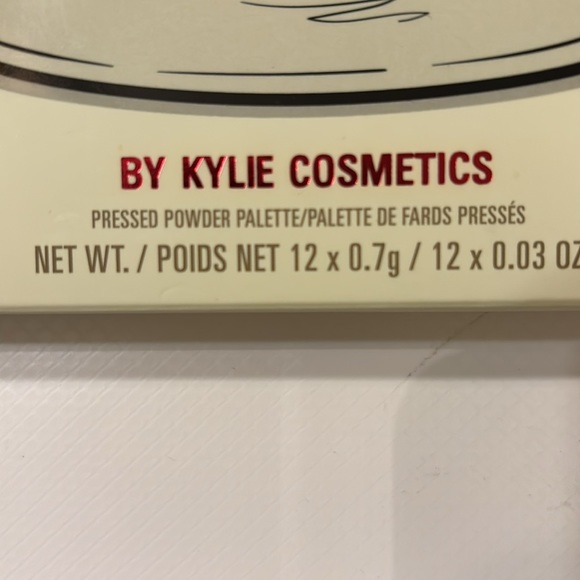 BY KYLIE COSMETICS
PRESSED POWDER PALETTE/PALETTE DE FARDS PRESSÉS
NET WT. / POIDS NET 12 x 0.7g / 12 x 0.03 OZ